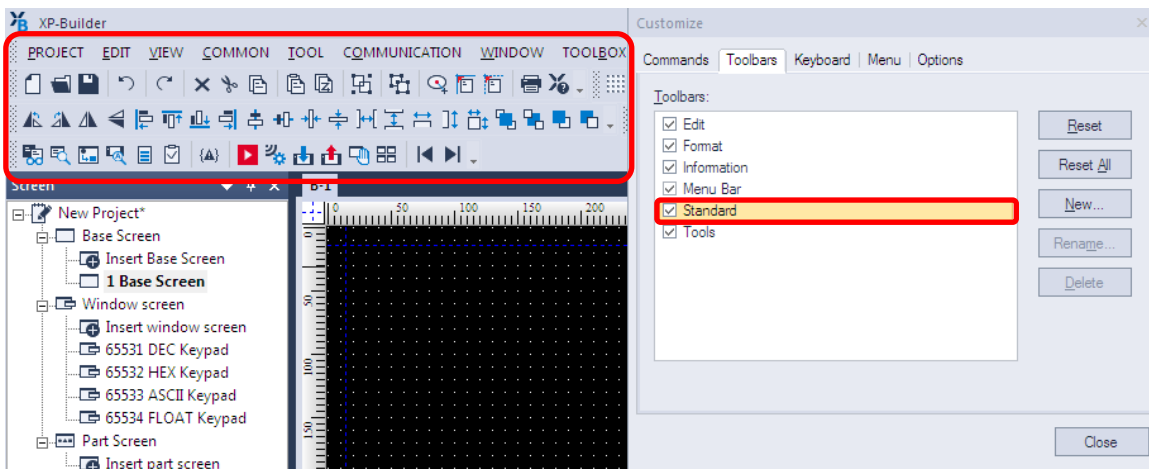 XP-Builder
PROJECT EDIT VIEW COMMON TOOL COMMUNICATION WINDOW TOOLBOX
Screen
B-1
New Project*
Base Screen
Insert Base Screen
1 Base Screen
Window screen
Insert window screen
65531 DEC Keypad
65532 HEX Keypad
65533 ASCII Keypad
65534 FLOAT Keypad
Part Screen
Insert part screen
0 50 100 150 200
0
50
100
150
Customize
Commands Toolbars Keyboard Menu Options
Toolbars:
Edit
Format
Information
Menu Bar
Standard
Tools
Reset
Reset All
New...
Rename...
Delete
Close